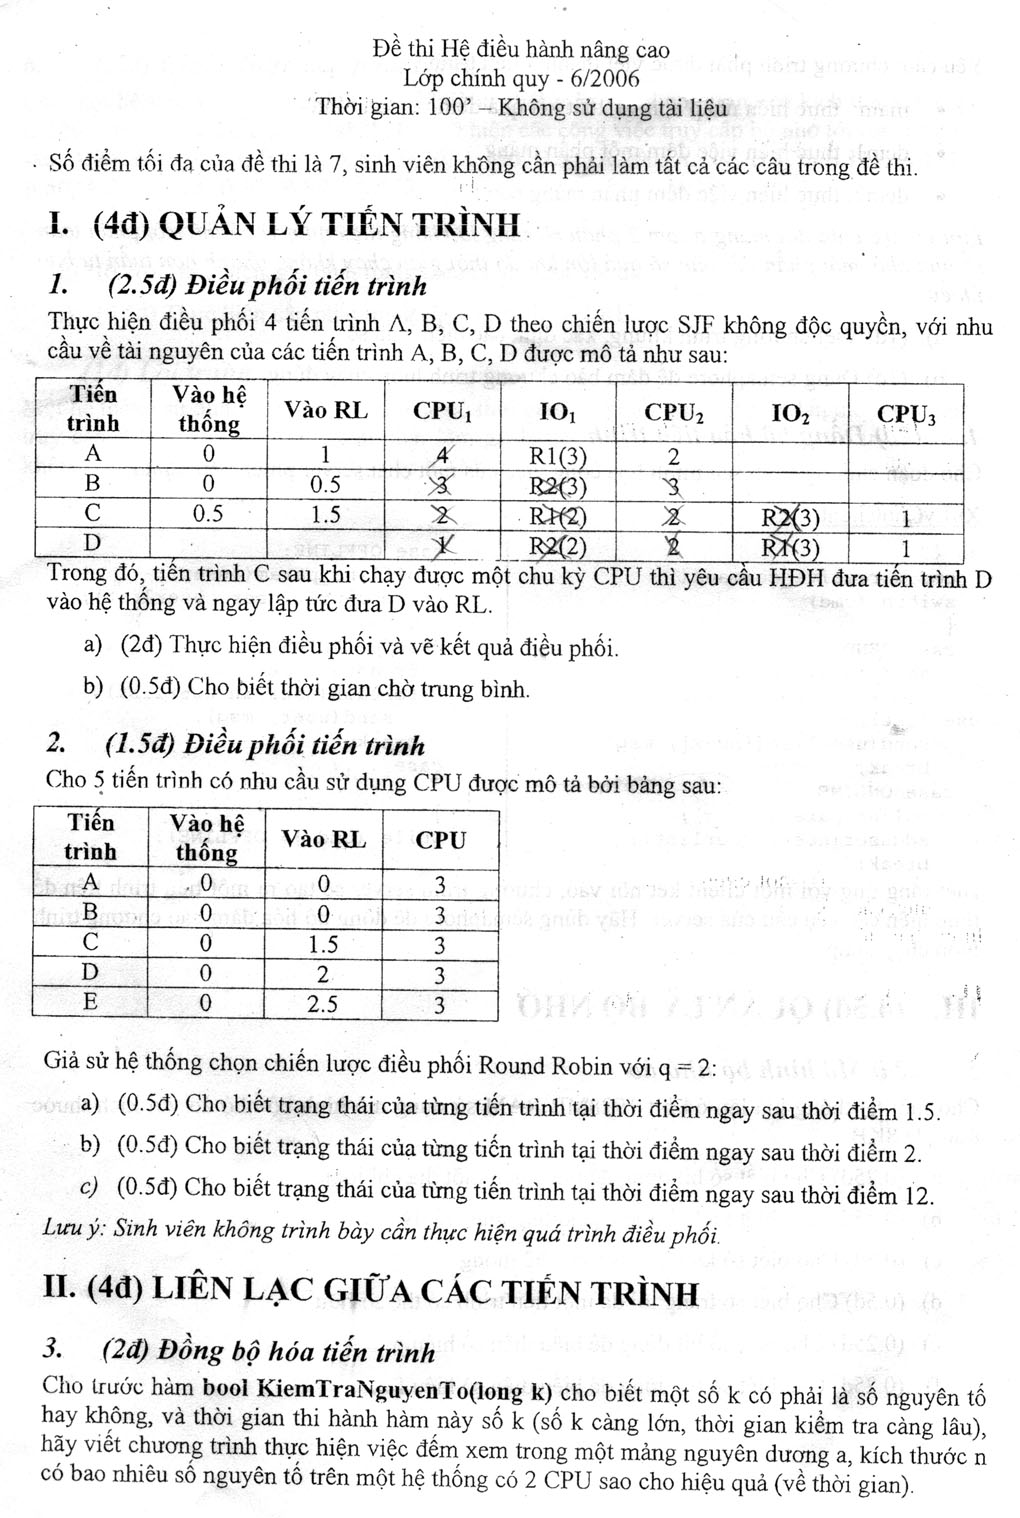 Đề thi Hệ điều hành nâng cao
Lớp chính quy - 6/2006
Thời gian: 100' – Không sử dụng tài liệu
Số điểm tối đa của đề thi là 7, sinh viên không cần phải làm tất cả các câu trong đề thi.
I. (4đ) QUẢN LÝ TIẾN TRÌNH
1. (2.5đ) Điều phối tiến trình
Thực hiện điều phối 4 tiến trình A, B, C, D theo chiến lược SJF không độc quyền, với nhu
cầu về tài nguyên của các tiến trình A, B, C, D được mô tả như sau:
Tiến trình Vào hệ thống Vào RL CPU1 IO1 CPU2 IO2 CPU3
A 0 1 4 R1(3) 2
B 0 0.5 3 R2(3) 3
C 0.5 1.5 2 R1(2) 2 R2(3) 1
D 1 R2(2) 2 R1(3) 1
Trong đó, tiến trình C sau khi chạy được một chu kỳ CPU thì yêu cầu HĐH đưa tiến trình D
vào hệ thống và ngay lập tức đưa D vào RL.
a) (2đ) Thực hiện điều phối và vẽ kết quả điều phối.
b) (0.5đ) Cho biết thời gian chờ trung bình.
2. (1.5đ) Điều phối tiến trình
Cho 5 tiến trình có nhu cầu sử dụng CPU được mô tả bởi bảng sau:
Tiến trình Vào hệ thống Vào RL CPU
A 0 0 3
B 0 0 3
C 0 1.5 3
D 0 2 3
E 0 2.5 3
Giả sử hệ thống chọn chiến lược điều phối Round Robin với q = 2:
a) (0.5đ) Cho biết trạng thái của từng tiến trình tại thời điểm ngay sau thời điểm 1.5.
b) (0.5đ) Cho biết trạng thái của từng tiến trình tại thời điểm ngay sau thời điểm 2.
c) (0.5đ) Cho biết trạng thái của từng tiến trình tại thời điểm ngay sau thời điểm 12.
Lưu ý: Sinh viên không trình bày cần thực hiện quá trình điều phối.
II. (4đ) LIÊN LẠC GIỮA CÁC TIẾN TRÌNH
3. (2đ) Đồng bộ hóa tiến trình
Cho trước hàm bool KiemTraNguyenTo(long k) cho biết một số k có phải là số nguyên tố
hay không, và thời gian thi hành hàm này số k (số k càng lớn, thời gian kiểm tra càng lâu),
hãy viết chương trình thực hiện việc đếm xem trong một mảng nguyên dương a, kích thước n
có bao nhiêu số nguyên tố trên một hệ thống có 2 CPU sao cho hiệu quả (về thời gian).